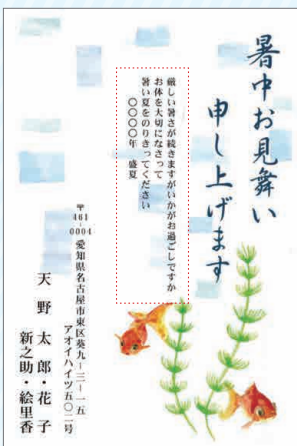 暑中お見舞い
申し上げます
厳しい暑さが続きますがいかがお過ごしですか
お体を大切になさって
暑い夏をのりきってください
〇〇〇〇年　盛夏
〒461-0004
愛知県名古屋市東区葵九ー三ー一五
アオイハイツ五〇二号
天野太郎・花子
新之助・絵里香